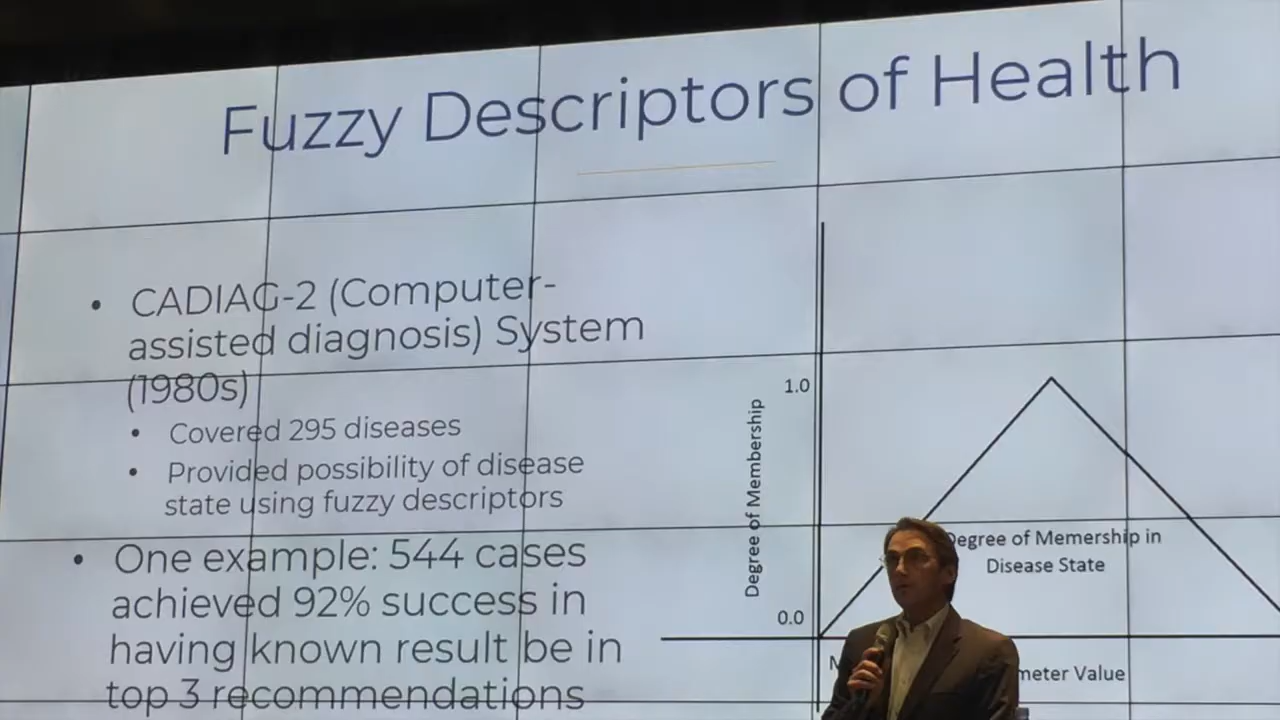 Fuzzy Descriptors of Health
• CADIAG-2 (Computer-
assisted diagnosis) System
(1980s)
• Covered 295 diseases
• Provided possibility of disease
state using fuzzy descriptors
• One example: 544 cases
achieved 92% success in
having known result be in
top 3 recommendations
1.0
Degree of Membership
0.0
Degree of Memership in
Disease State
meter Value